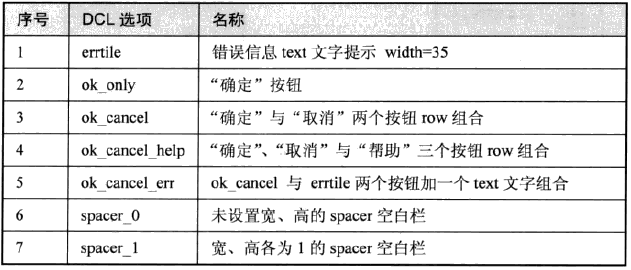 序号 DCL 选项 名称
1 errtile 错误信息 text 文字提示 width=35
2 ok_only “确定”按钮
3 ok_cancel “确定”与“取消”两个按钮 row 组合
4 ok_cancel_help “确定”、“取消”与“帮助”三个按钮 row 组合
5 ok_cancel_err ok_cancel 与 errtile 两个按钮加一个 text 文字组合
6 spacer_0 未设置宽、高的 spacer 空白栏
7 spacer_1 宽、高各为 1 的 spacer 空白栏